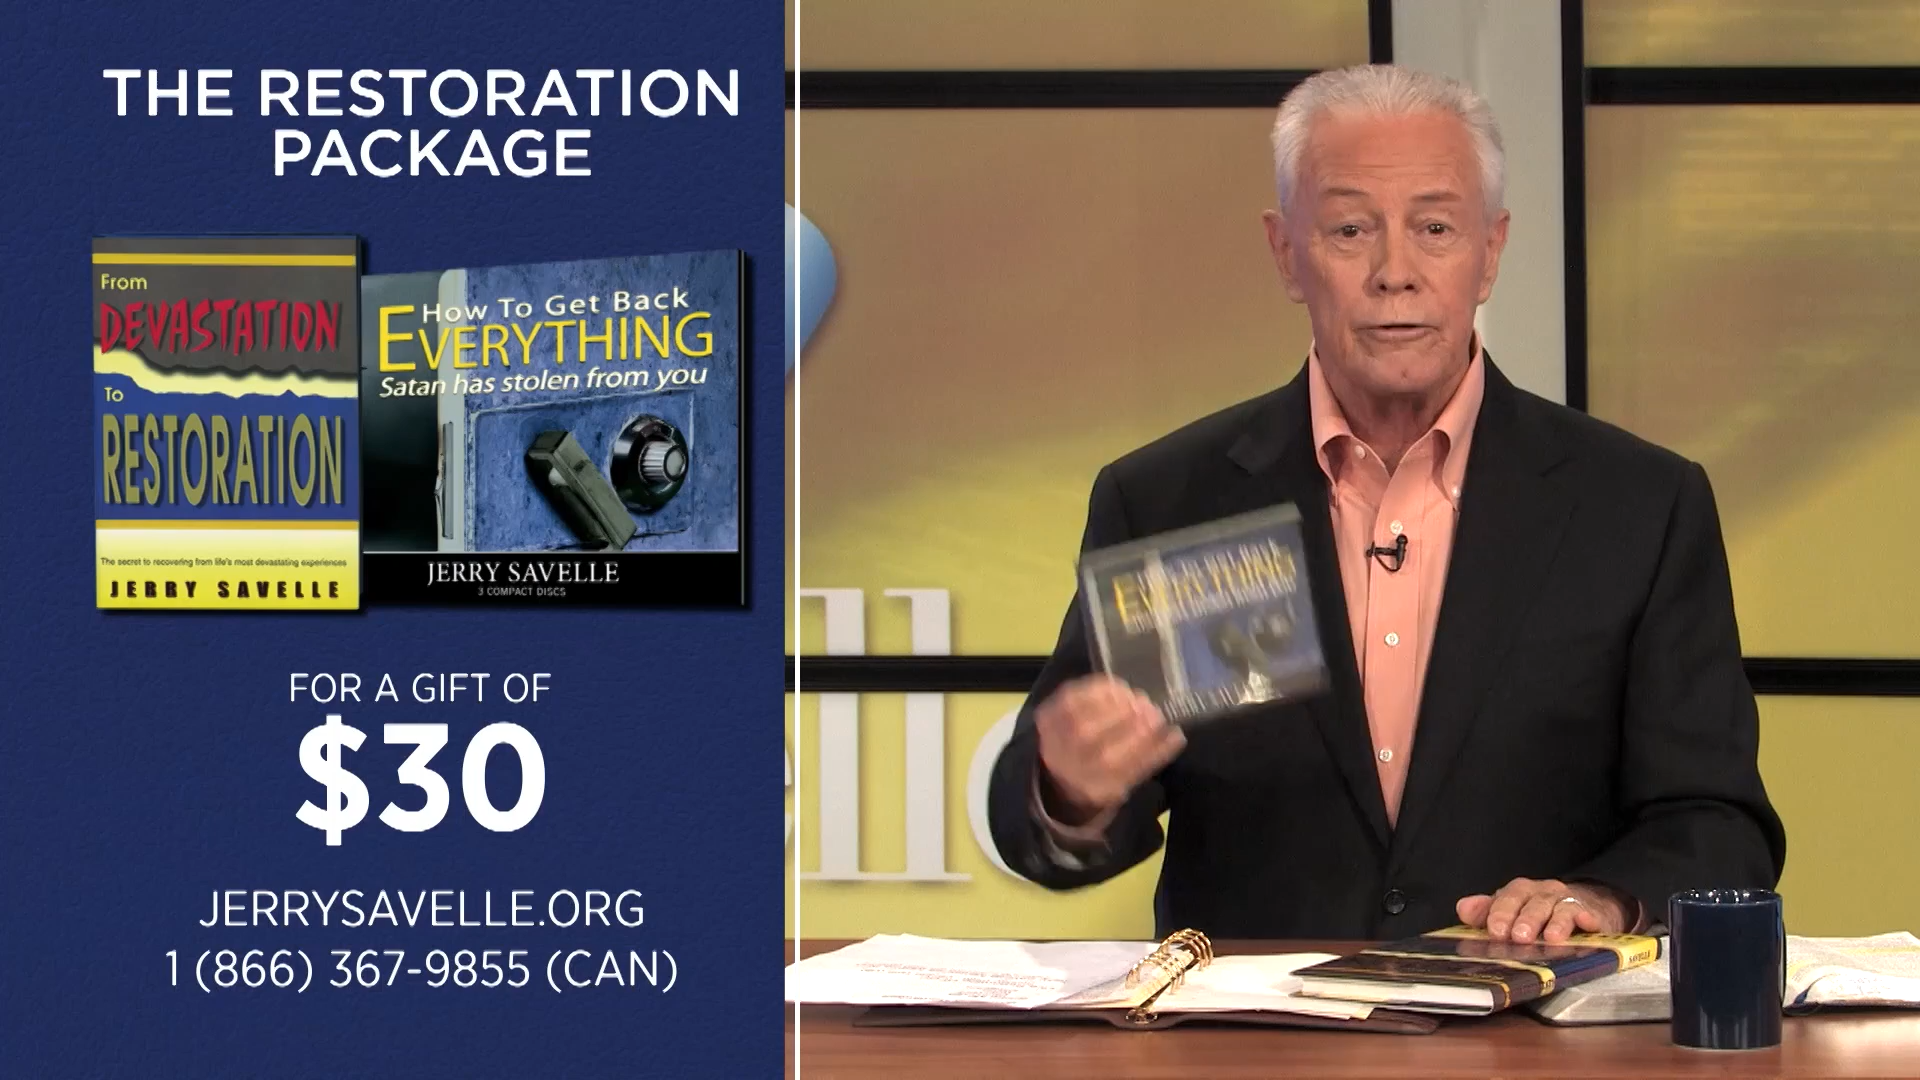 THE RESTORATION
PACKAGE
From
DEVASTATION
To
RESTORATION
The secret to recovering from life's most devastating experiences
JERRY SAVELLE
How To Get Back
EVERYTHING
Satan has stolen from you
JERRY SAVELLE
3 COMPACT DISCS
FOR A GIFT OF
$30
JERRYSAVELLE.ORG
1 (866) 367-9855 (CAN)
EVERYTHING
SAVELLE